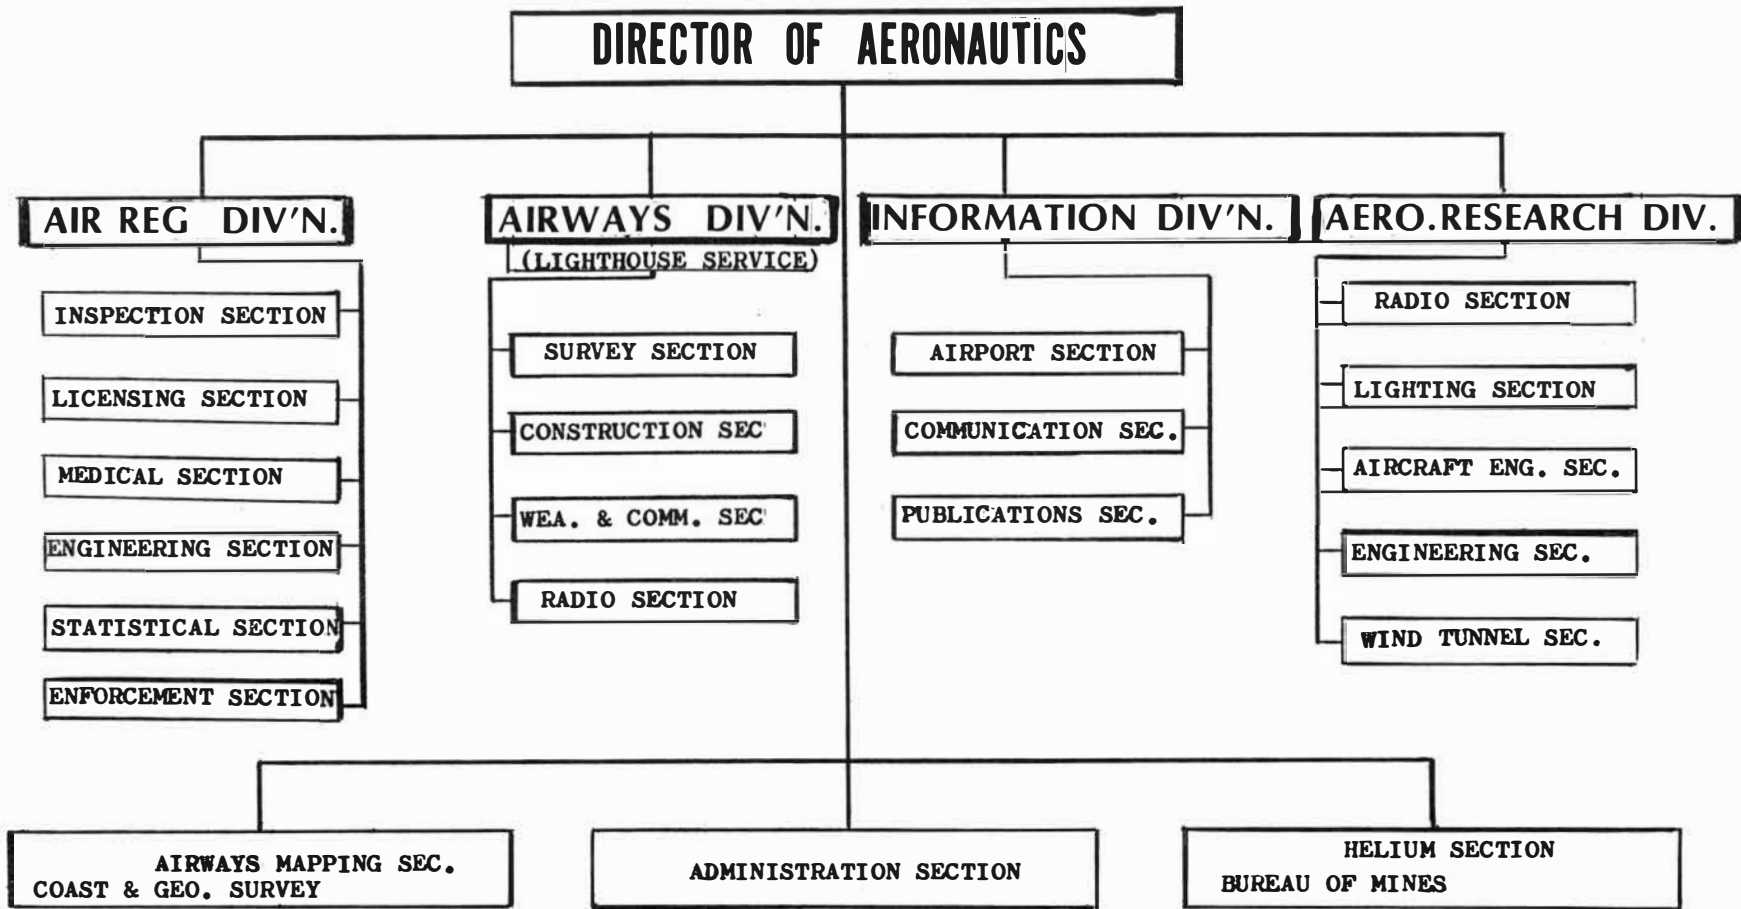 DIRECTOR OF AERONAUTICS
AIR REG DIV'N.
INSPECTION SECTION
LICENSING SECTION
MEDICAL SECTION
ENGINEERING SECTION
STATISTICAL SECTION
ENFORCEMENT SECTION
AIRWAYS DIV'N.
(LIGHTHOUSE SERVICE)
SURVEY SECTION
CONSTRUCTION SEC
WEA. & COMM. SEC
RADIO SECTION
INFORMATION DIV'N.
AIRPORT SECTION
COMMUNICATION SEC.
PUBLICATIONS SEC.
AERO.RESEARCH DIV.
RADIO SECTION
LIGHTING SECTION
AIRCRAFT ENG. SEC.
ENGINEERING SEC.
WIND TUNNEL SEC.
AIRWAYS MAPPING SEC.
COAST & GEO. SURVEY
ADMINISTRATION SECTION
HELIUM SECTION
BUREAU OF MINES